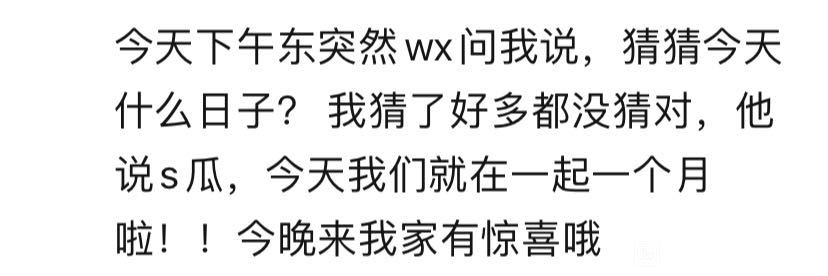 今天下午东突然wx问我说，猜猜今天
什么日子？ 我猜了好多都没猜对，他
说s瓜，今天我们就在一起一个月
啦！！今晚来我家有惊喜哦